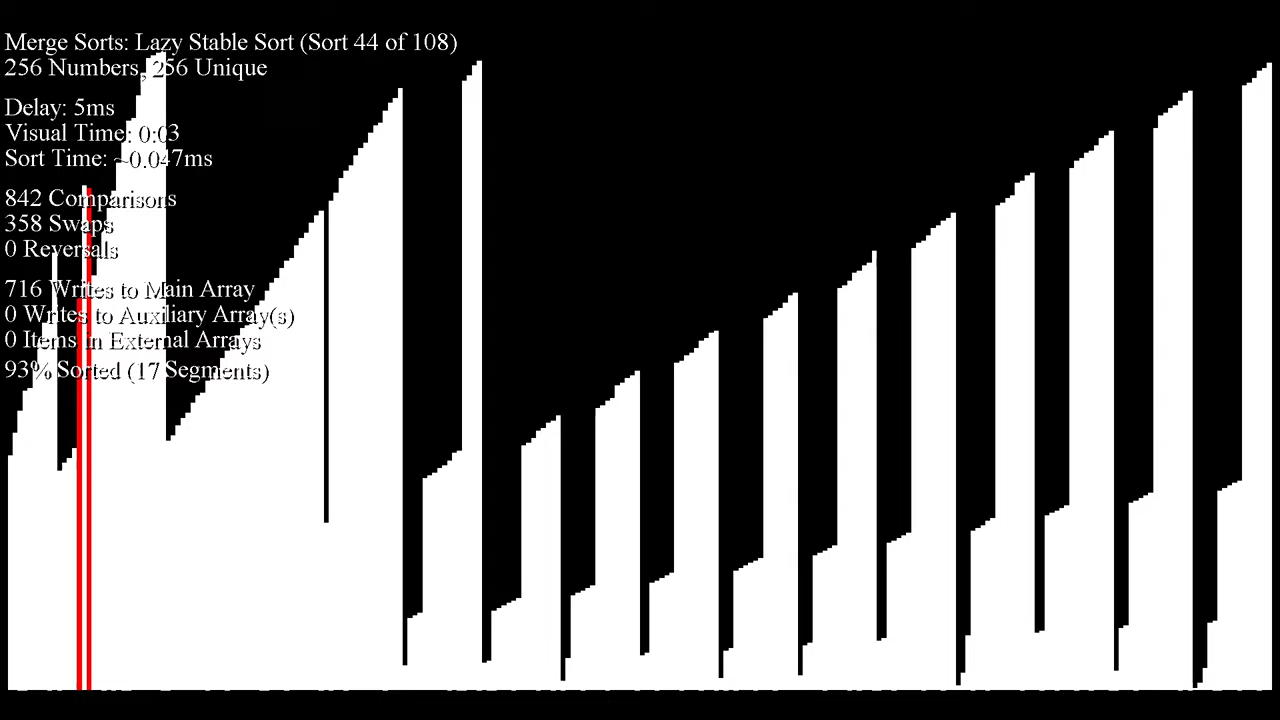 Merge Sorts: Lazy Stable Sort (Sort 44 of 108)
256 Numbers, 256 Unique
Delay: 5ms
Visual Time: 0:03
Sort Time: ~0.047ms
842 Comparisons
358 Swaps
0 Reversals
716 Writes to Main Array
0 Writes to Auxiliary Array(s)
0 Items in External Arrays
93% Sorted (17 Segments)